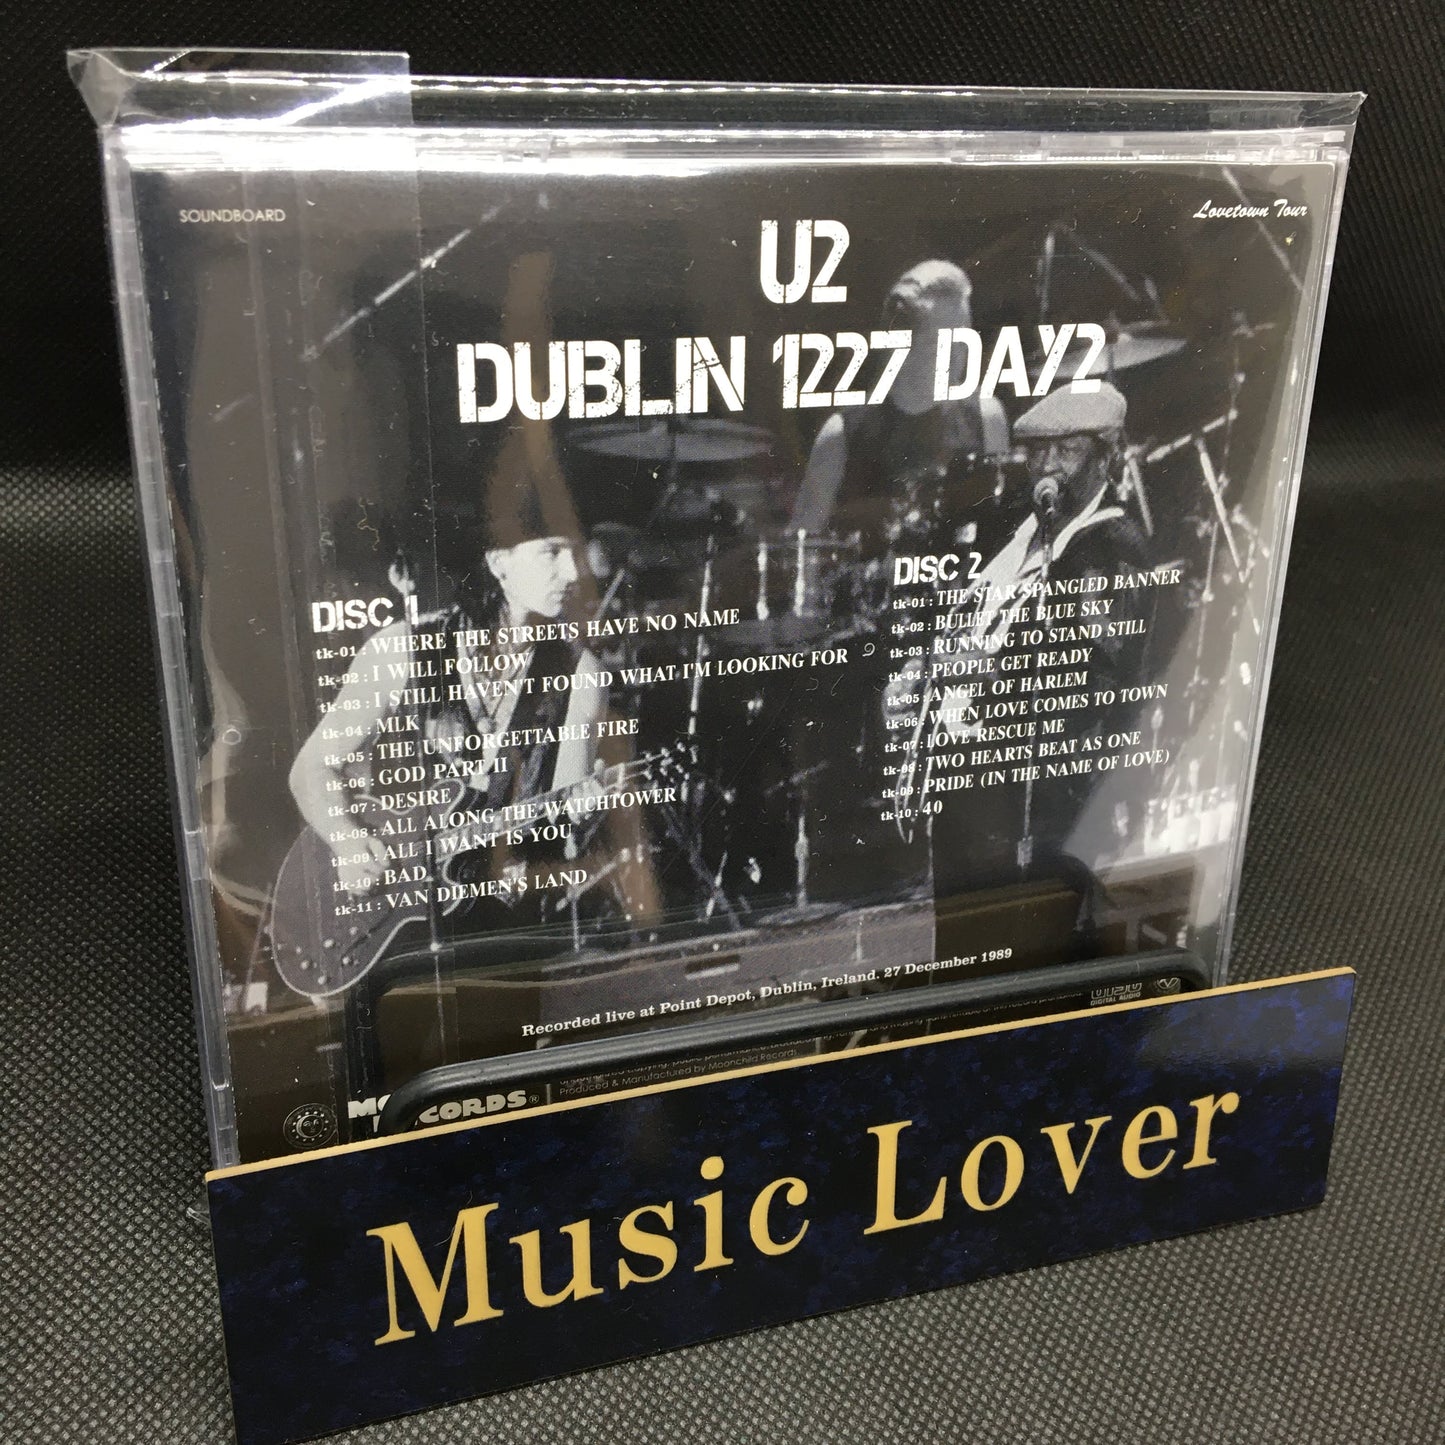 SOUNDBOARD
Lovetown Tour
U2
DUBLIN 1227 DAY2
DISC 1
tk-01 : WHERE THE STREETS HAVE NO NAME
tk-02 : I WILL FOLLOW
tk-03 : I STILL HAVEN'T FOUND WHAT I'M LOOKING FOR
tk-04 : MLK
tk-05 : THE UNFORGETTABLE FIRE
tk-06 : GOD PART II
tk-07 : DESIRE
tk-08 : ALL ALONG THE WATCHTOWER
tk-09 : ALL I WANT IS YOU
tk-10 : BAD
tk-11 : VAN DIEMEN'S LAND
DISC 2
tk-01 : THE STAR SPANGLED BANNER
tk-02 : BULLET THE BLUE SKY
tk-03 : RUNNING TO STAND STILL
tk-04 : PEOPLE GET READY
tk-05 : ANGEL OF HARLEM
tk-06 : WHEN LOVE COMES TO TOWN
tk-07 : LOVE RESCUE ME
tk-08 : TWO HEARTS BEAT AS ONE
tk-09 : PRIDE (IN THE NAME OF LOVE)
tk-10 : 40
Recorded live at Point Depot, Dublin, Ireland. 27 December 1989
DIGITAL AUDIO
Produced & Manufactured by Moonchild Records
Music Lover